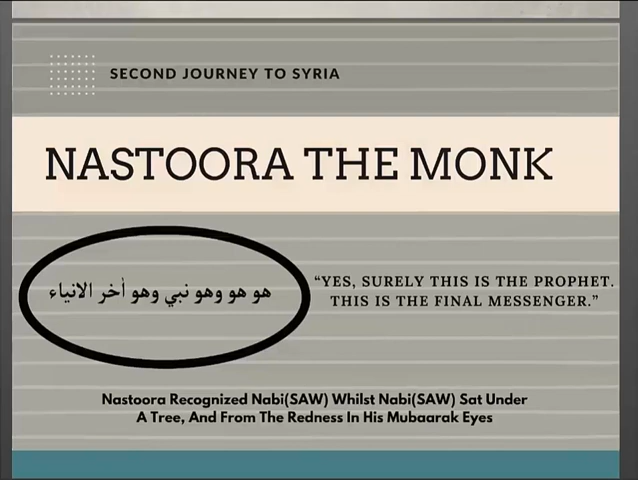 SECOND JOURNEY TO SYRIA
NASTOORA THE MONK
هو هو وهو نبي وهو أخر الانياء
“YES, SURELY THIS IS THE PROPHET.
THIS IS THE FINAL MESSENGER.”
Nastoora Recognized Nabi(SAW) Whilst Nabi(SAW) Sat Under
A Tree, And From The Redness In His Mubaarak Eyes